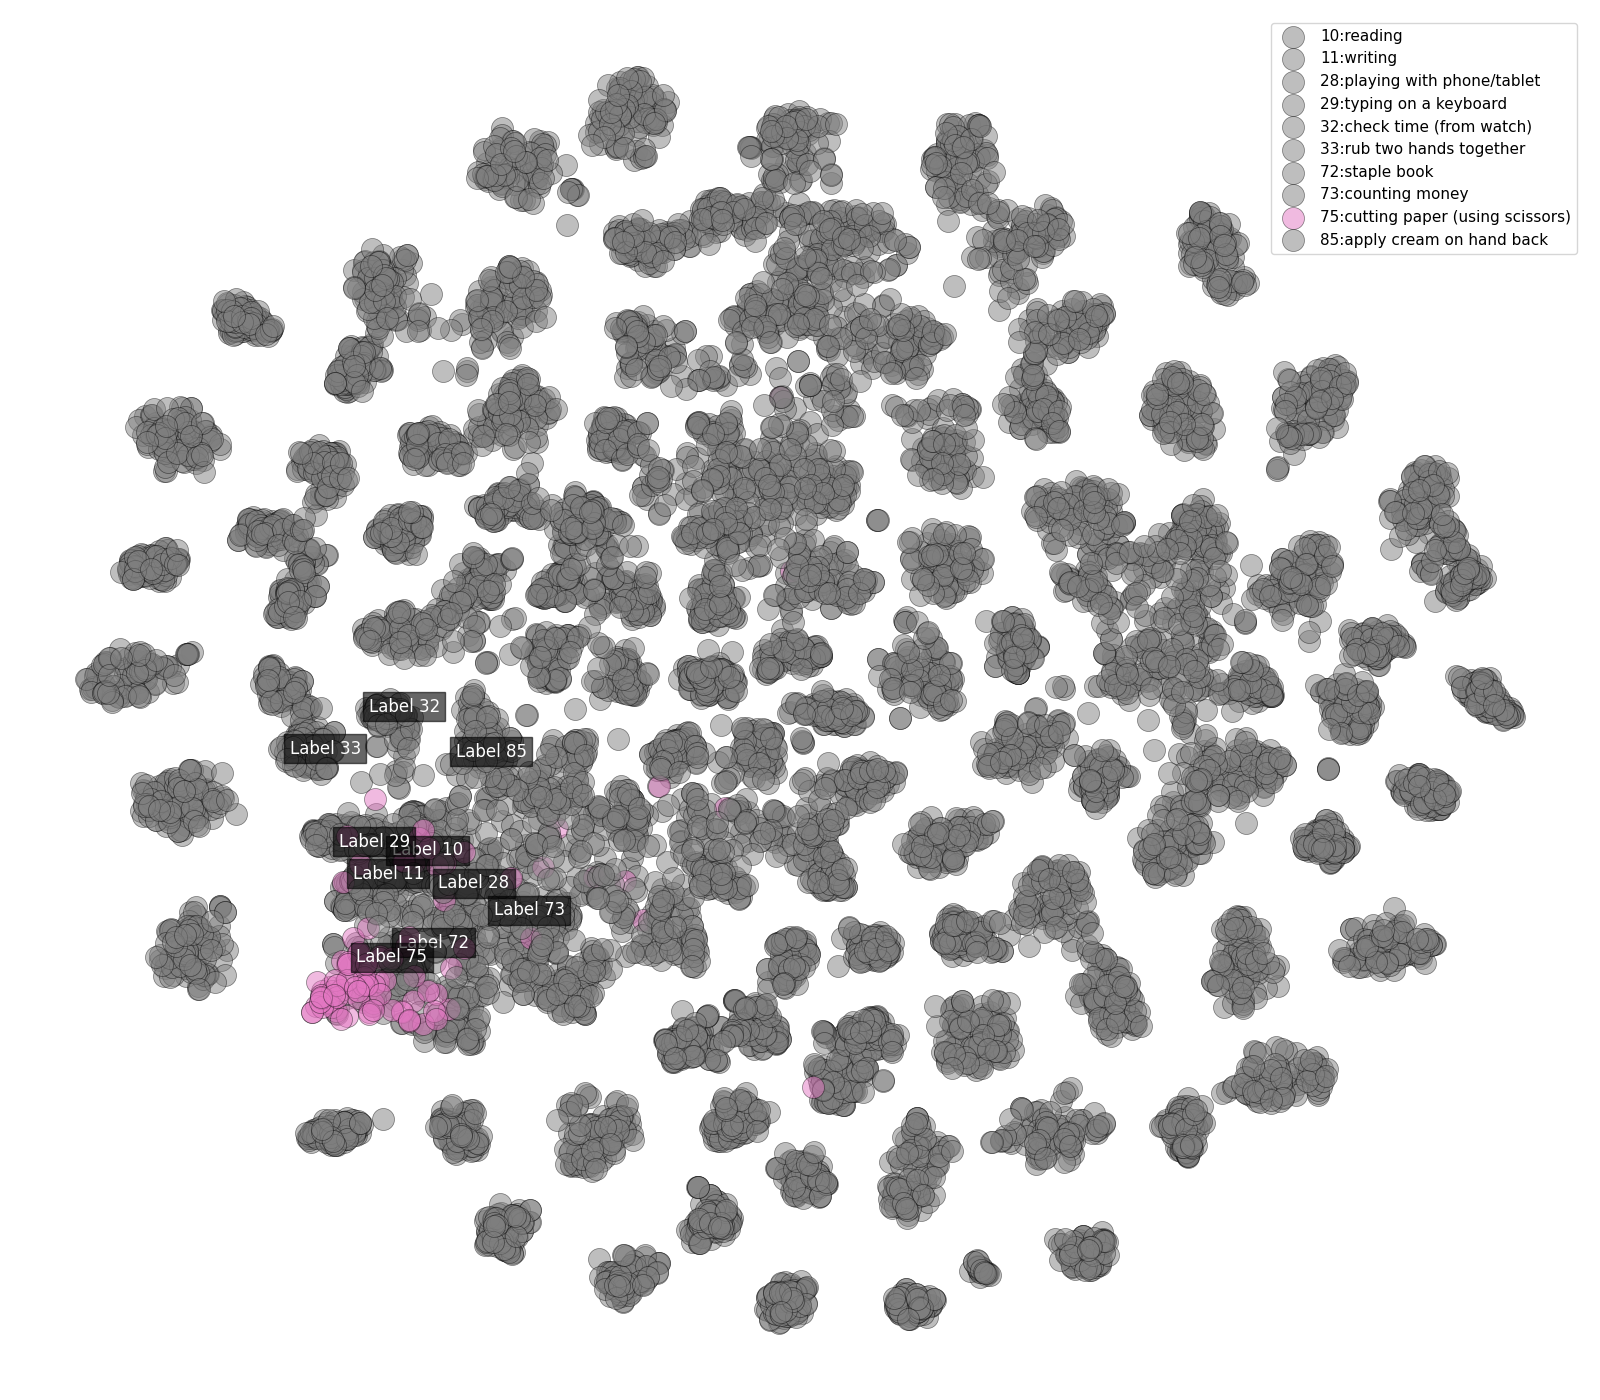 10:reading
11:writing
28:playing with phone/tablet
29:typing on a keyboard
32:check time (from watch)
33:rub two hands together
72:staple book
73:counting money
75:cutting paper (using scissors)
85:apply cream on hand back
Label 32
Label 33
Label 85
Label 29
Label 10
Label 11
Label 28
Label 73
Label 72
Label 75